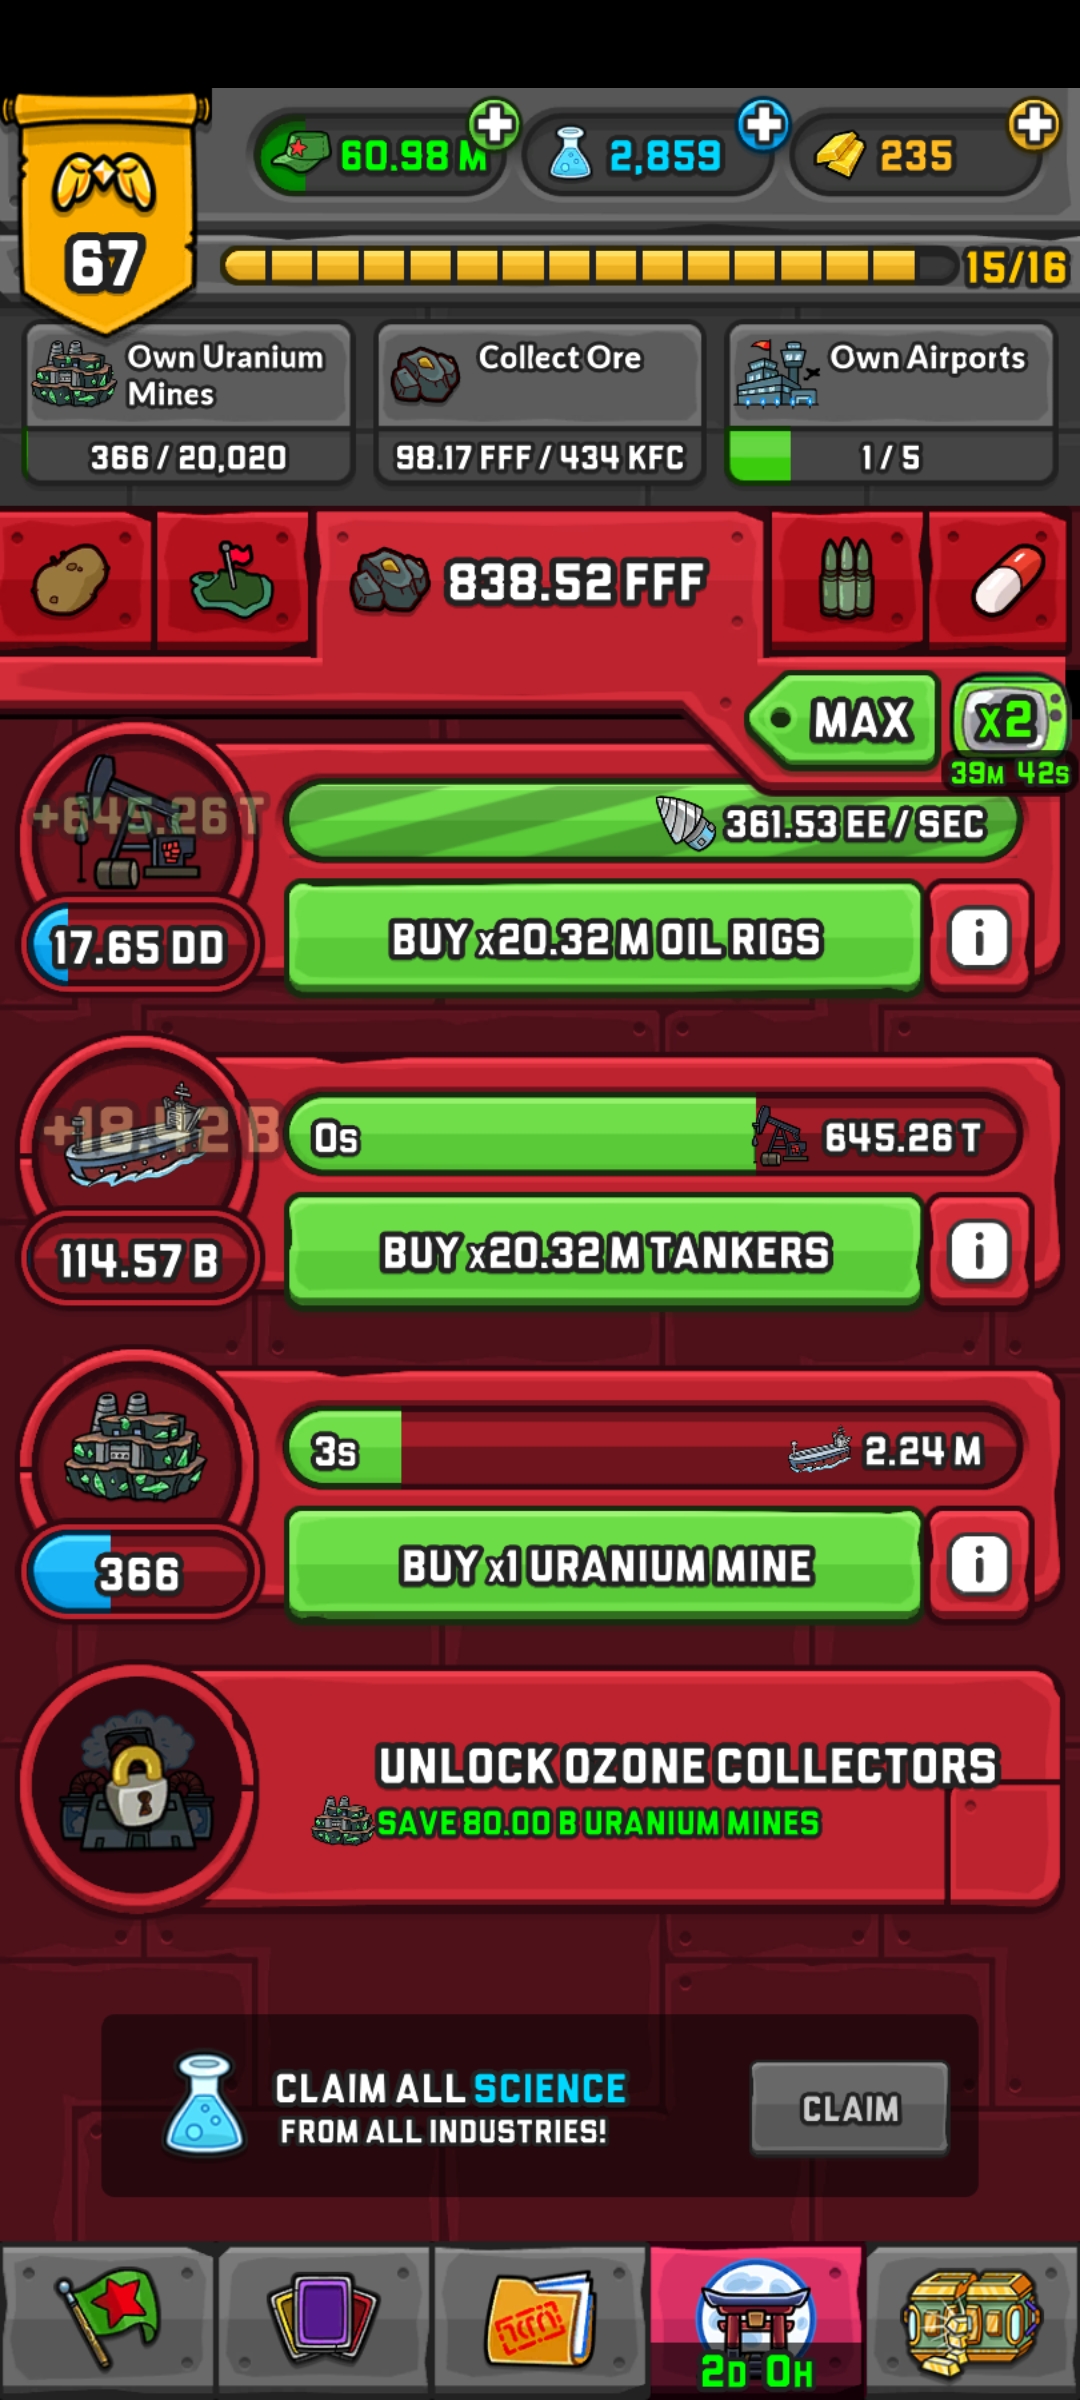 60.98 M
2,859
235
67
15/16
Own Uranium
Mines
366 / 20,020
Collect Ore
98.17 FFF / 434 KFC
Own Airports
1 / 5
838.52 FFF
MAX
x2
39M 42S
+645.26 T
361.53 EE / SEC
17.65 DD
BUY x20.32 M OIL RIGS
i
+18.42 B
0s
645.26 T
114.57 B
BUY x20.32 M TANKERS
i
3s
2.24 M
366
BUY x1 URANIUM MINE
i
UNLOCK OZONE COLLECTORS
SAVE 80.00 B URANIUM MINES
CLAIM ALL SCIENCE
FROM ALL INDUSTRIES!
CLAIM
2D 0H